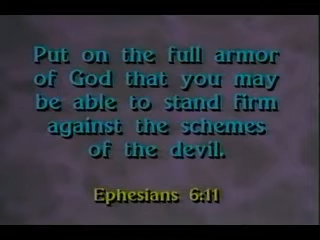 Put on the full armor
of God that you may
be able to stand firm
against the schemes
of the devil.
Ephesians 6:11